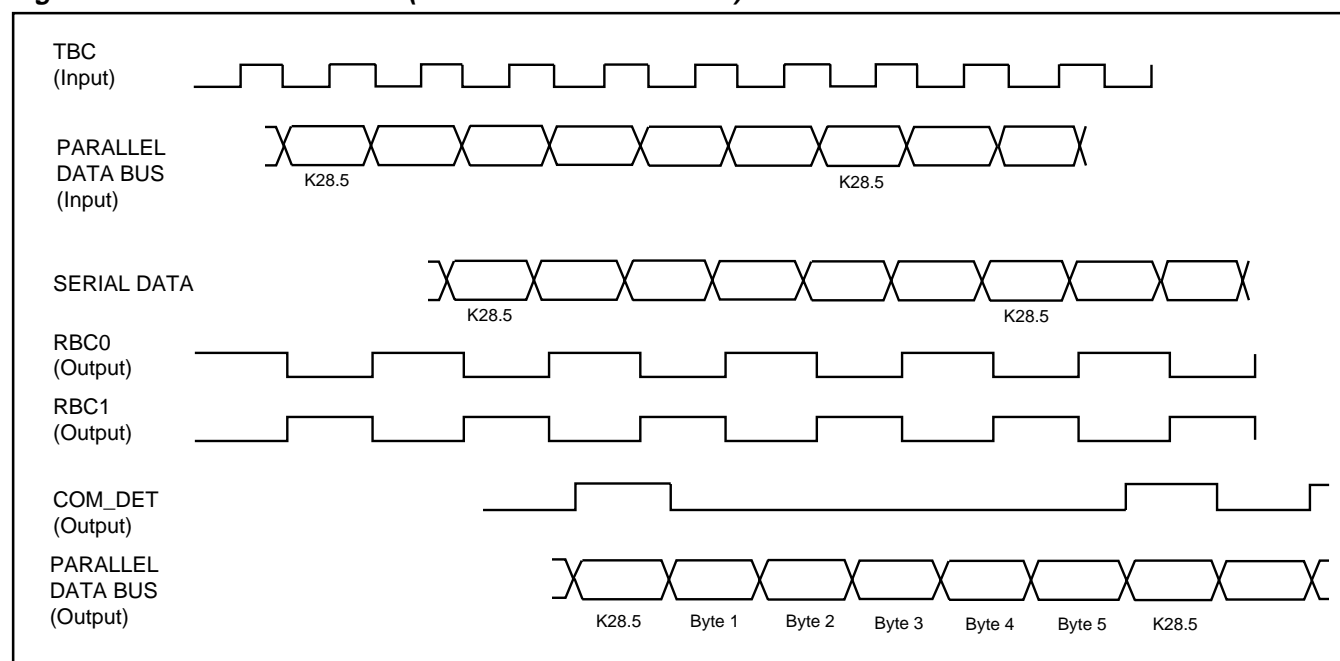 TBC
(Input)
PARALLEL
DATA BUS
(Input)
K28.5 K28.5
SERIAL DATA
K28.5 K28.5
RBC0
(Output)
RBC1
(Output)
COM_DET
(Output)
PARALLEL
DATA BUS
(Output)
K28.5 Byte 1 Byte 2 Byte 3 Byte 4 Byte 5 K28.5